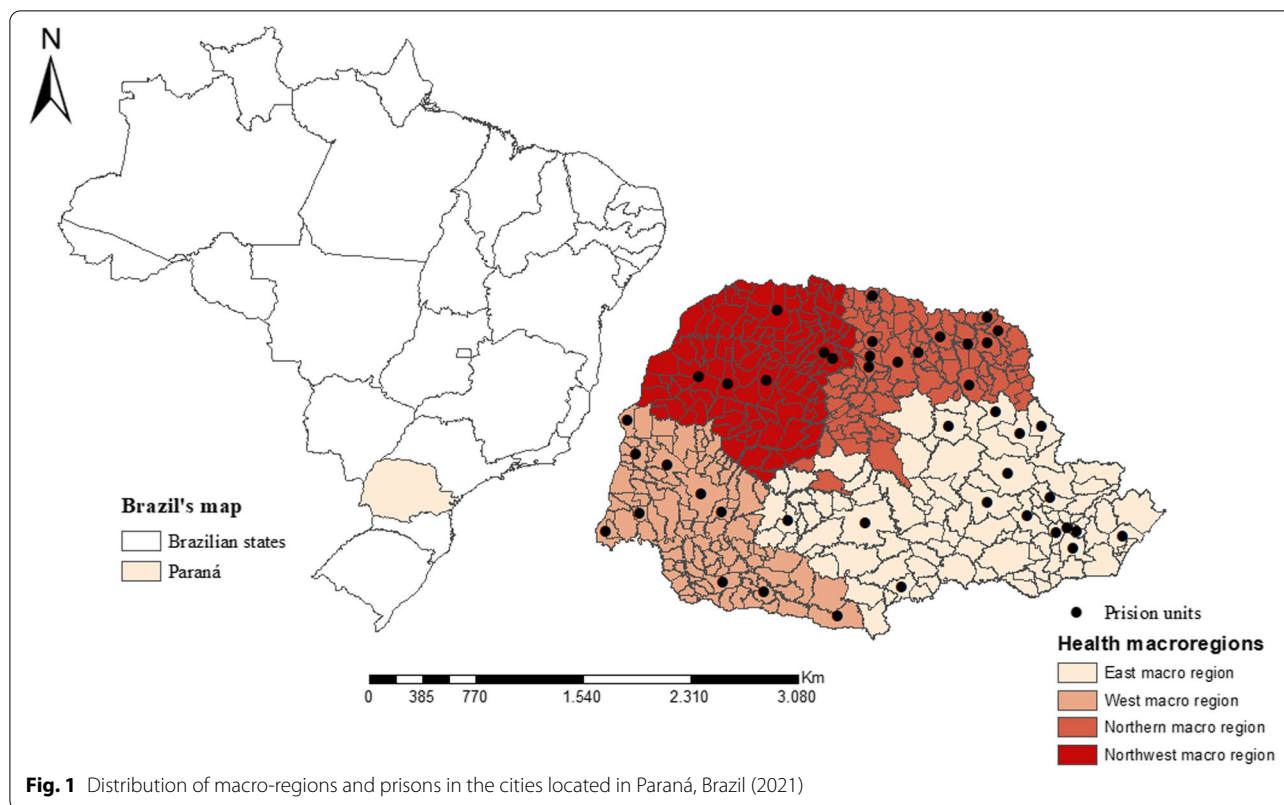 N
Brazil's map
Brazilian states
Paraná
Prision units
Health macroregions
East macro region
West macro region
Northern macro region
Northwest macro region
Km
0 385 770 1.540 2.310 3.080
Fig. 1 Distribution of macro-regions and prisons in the cities located in Paraná, Brazil (2021)